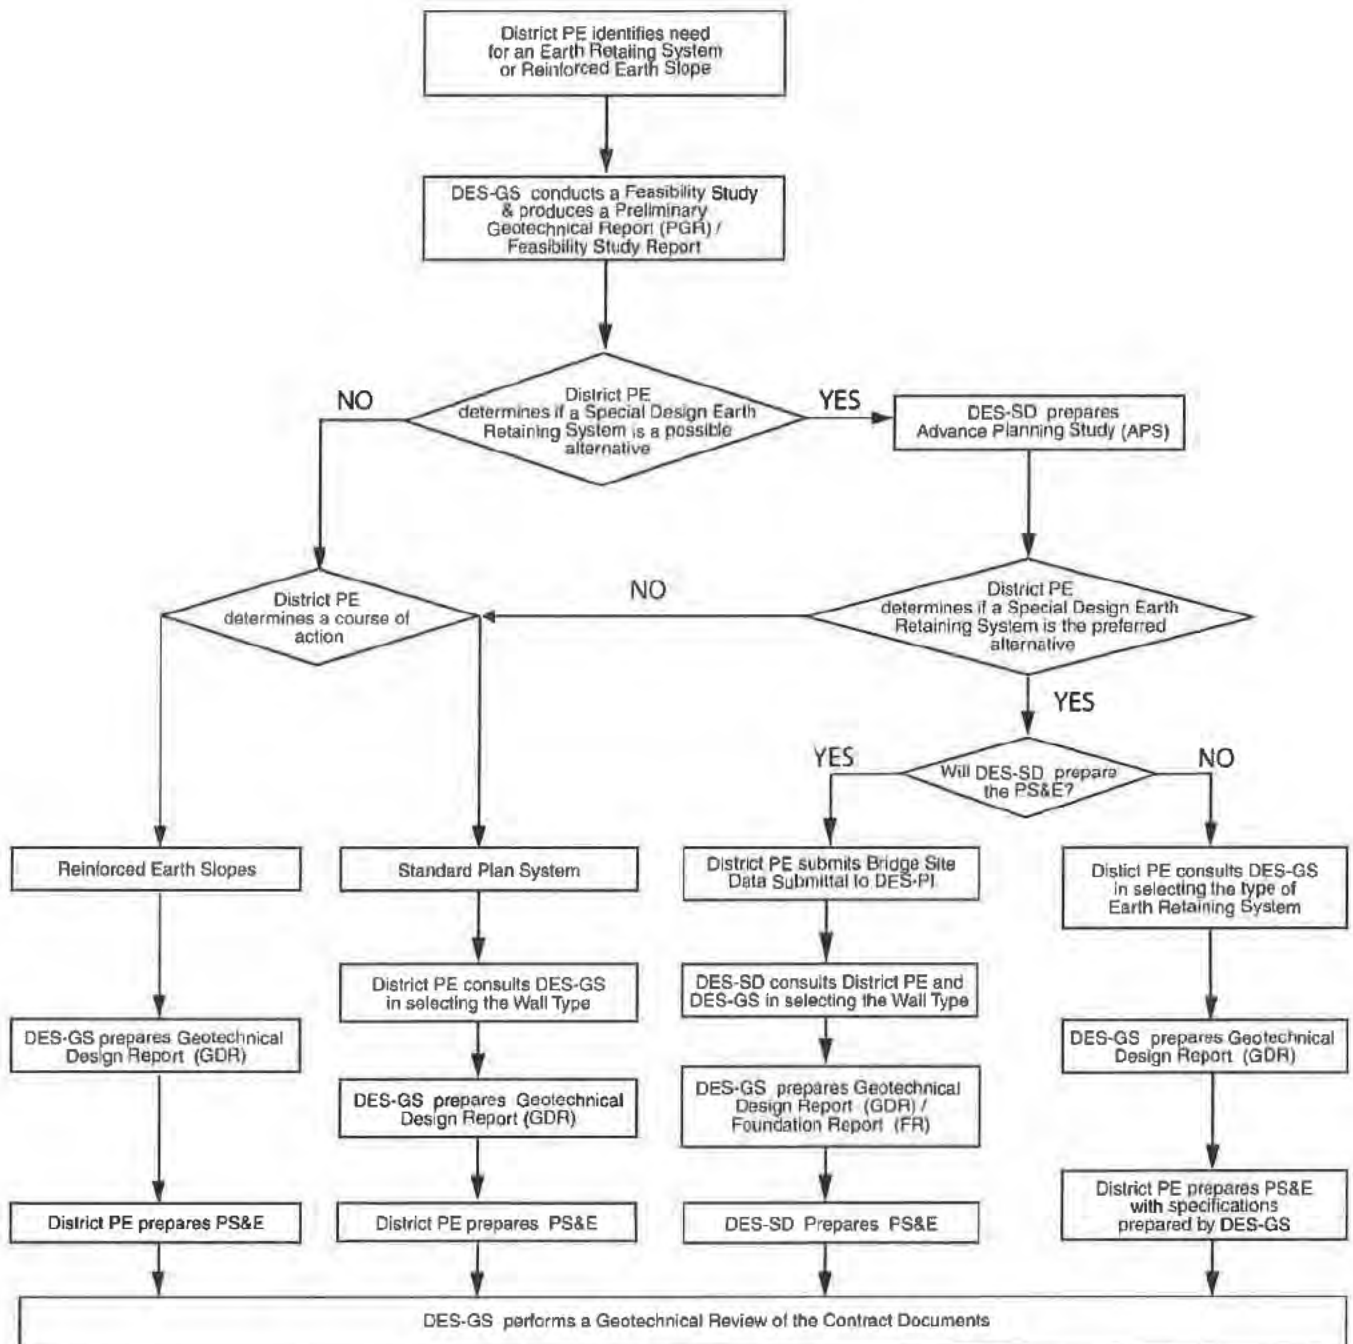 District PE identifies need
for an Earth Retaiing System
or Reinforced Earth Slope
DES-GS conducts a Feasibility Study
& produces a Preliminary
Geotechnical Report (PGR) /
Feasibility Study Report
District PE
determines if a Special Design Earth
Retaining System is a possible
alternative
NO
YES
DES-SD prepares
Advance Planning Study (APS)
District PE
determines a course of
action
NO
District PE
determines if a Special Design Earth
Retaining System is the preferred
alternative
YES
Will DES-SD prepare
the PS&E?
YES
NO
Reinforced Earth Slopes
Standard Plan System
District PE submits Bridge Site
Data Submittal to DES-PI
Distict PE consults DES-GS
in selecting the type of
Earth Retaining System
District PE consults DES-GS
in selecting the Wall Type
DES-SD consults District PE and
DES-GS in selecting the Wall Type
DES-GS prepares Geotechnical
Design Report (GDR)
DES-GS prepares Geotechnical
Design Report (GDR)
DES-GS prepares Geotechnical
Design Report (GDR) /
Foundation Report (FR)
DES-GS prepares Geotechnical
Design Report (GDR)
District PE prepares PS&E
District PE prepares PS&E
DES-SD Prepares PS&E
District PE prepares PS&E
with specifications
prepared by DES-GS
DES-GS performs a Geotechnical Review of the Contract Documents